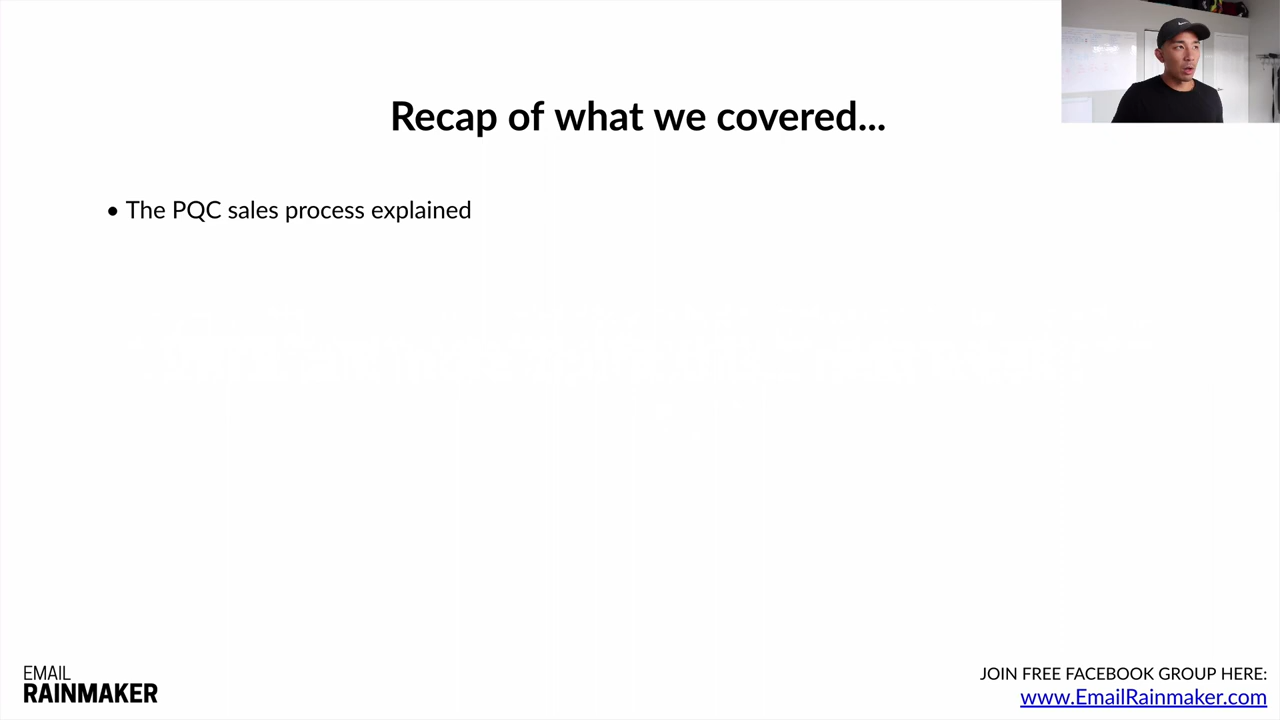 Recap of what we covered...
• The PQC sales process explained
EMAIL
RAINMAKER
JOIN FREE FACEBOOK GROUP HERE:
www.EmailRainmaker.com